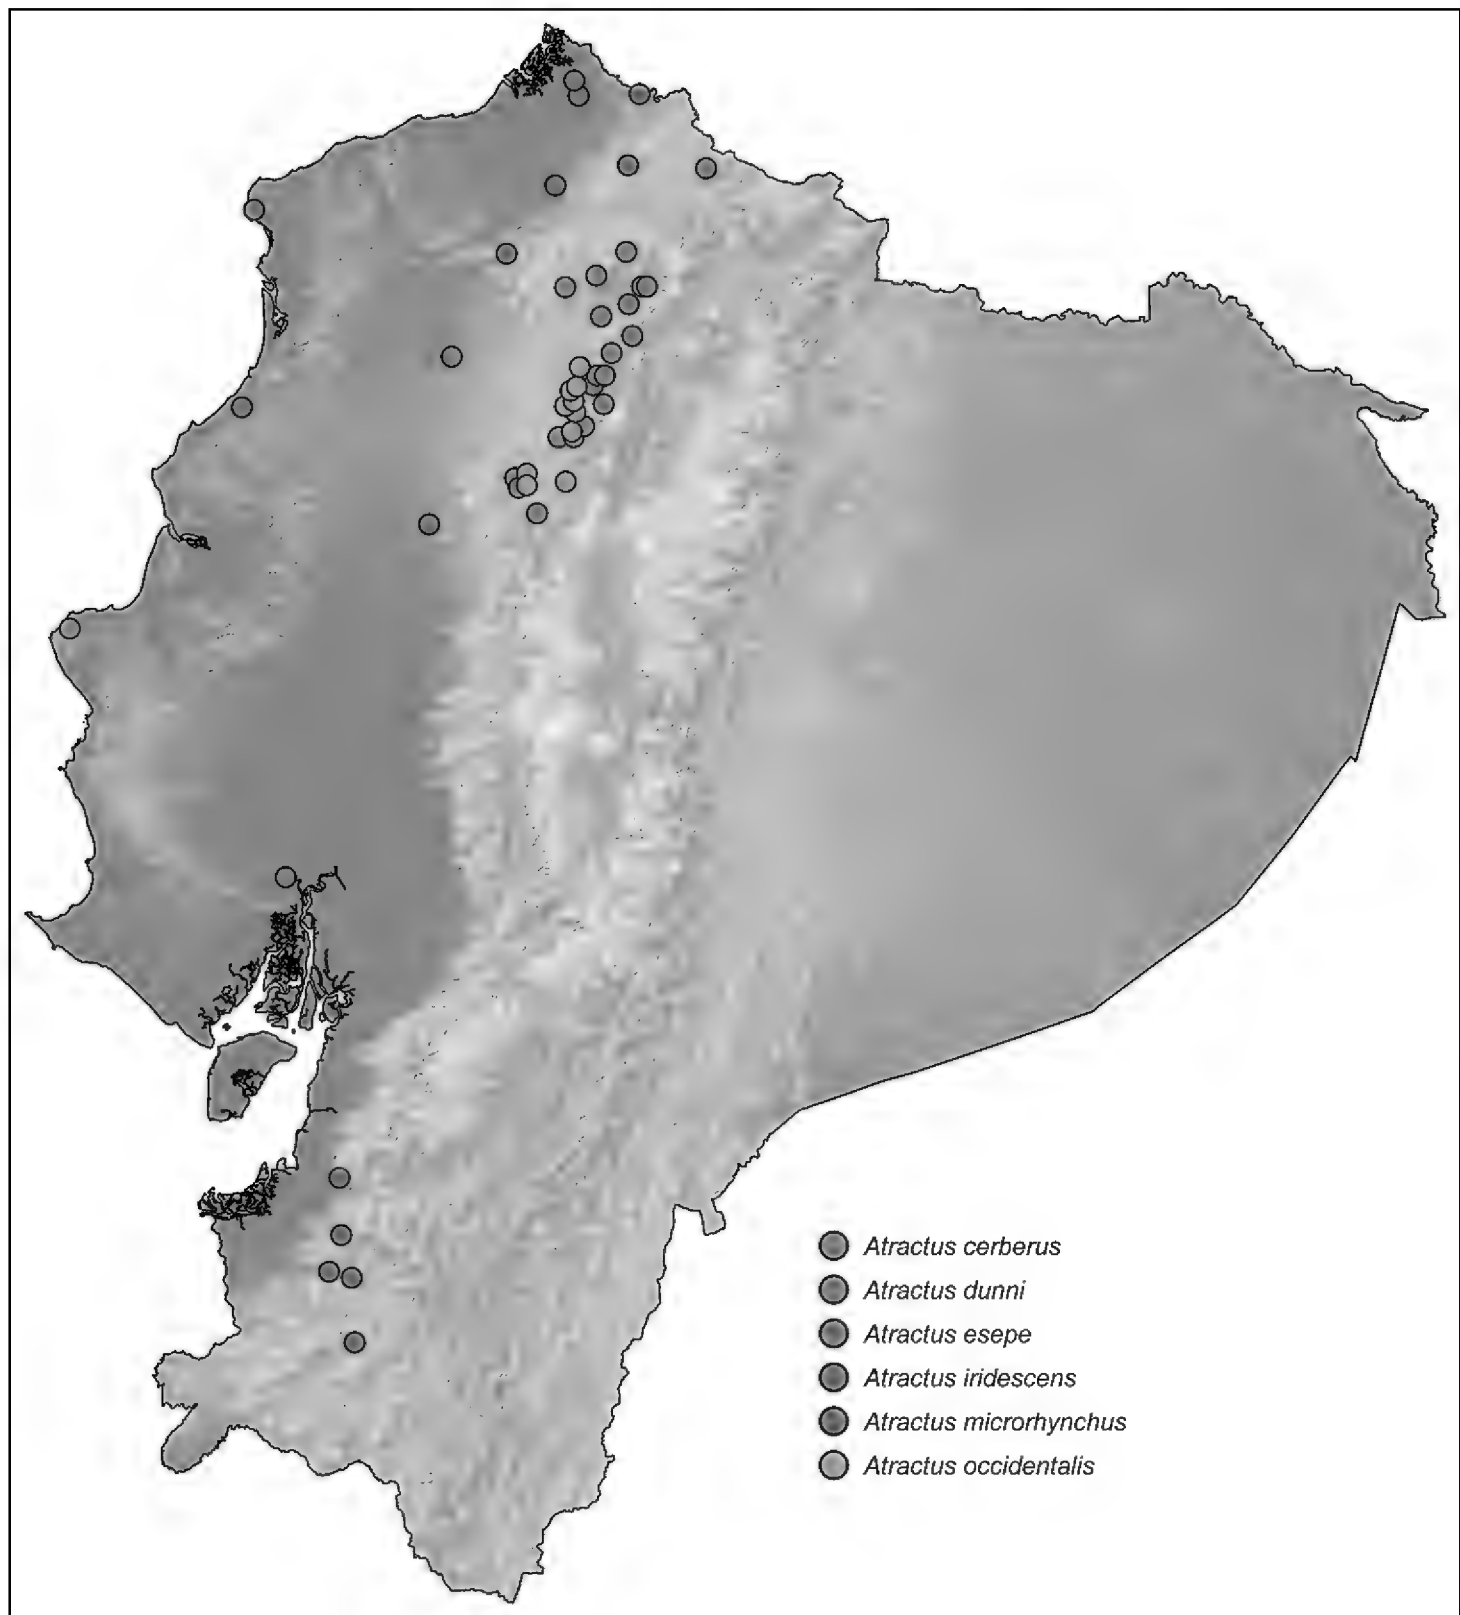 Atractus cerberus
Atractus dunni
Atractus esepe
Atractus iridescens
Atractus microrhynchus
Atractus occidentalis